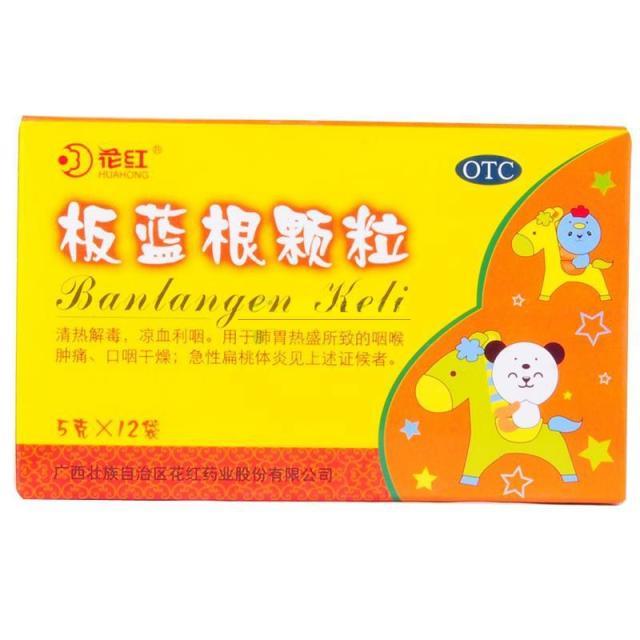 花红®
HUAHONG
OTC
板蓝根颗粒
Banlangen Keli
清热解毒，凉血利咽。用于肺胃热盛所致的咽喉
肿痛、口咽干燥；急性扁桃体炎见上述证候者。
5克×12袋
广西壮族自治区花红药业股份有限公司